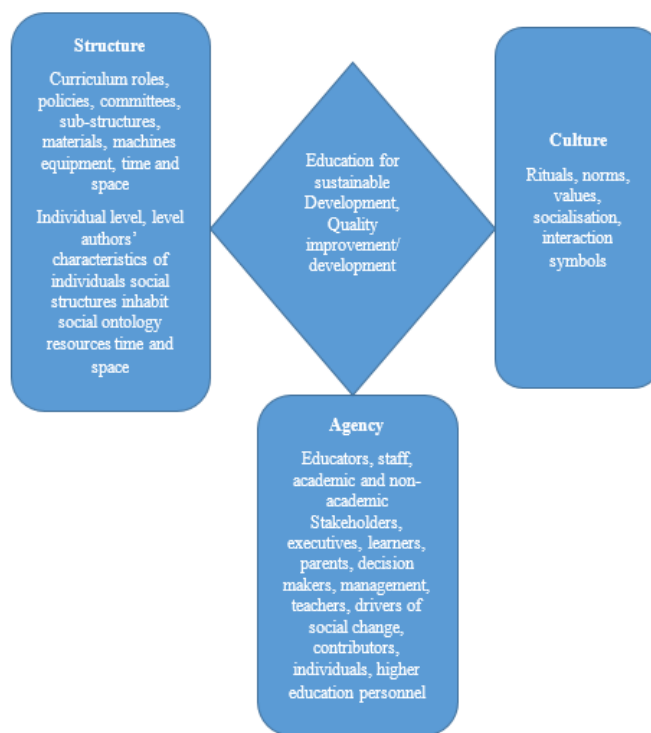 Structure
Curriculum roles,
policies, committees,
sub-structures,
materials, machines
equipment, time and
space
Individual level, level
authors’
characteristics of
individuals social
structures inhabit
social ontology
resources time and
space
Education for
sustainable
Development,
Quality
improvement/
development
Culture
Rituals, norms,
values,
socialisation,
interaction
symbols
Agency
Educators, staff,
academic and non-
academic
Stakeholders,
executives, learners,
parents, decision
makers, management,
teachers, drivers of
social change,
contributors,
individuals, higher
education personnel